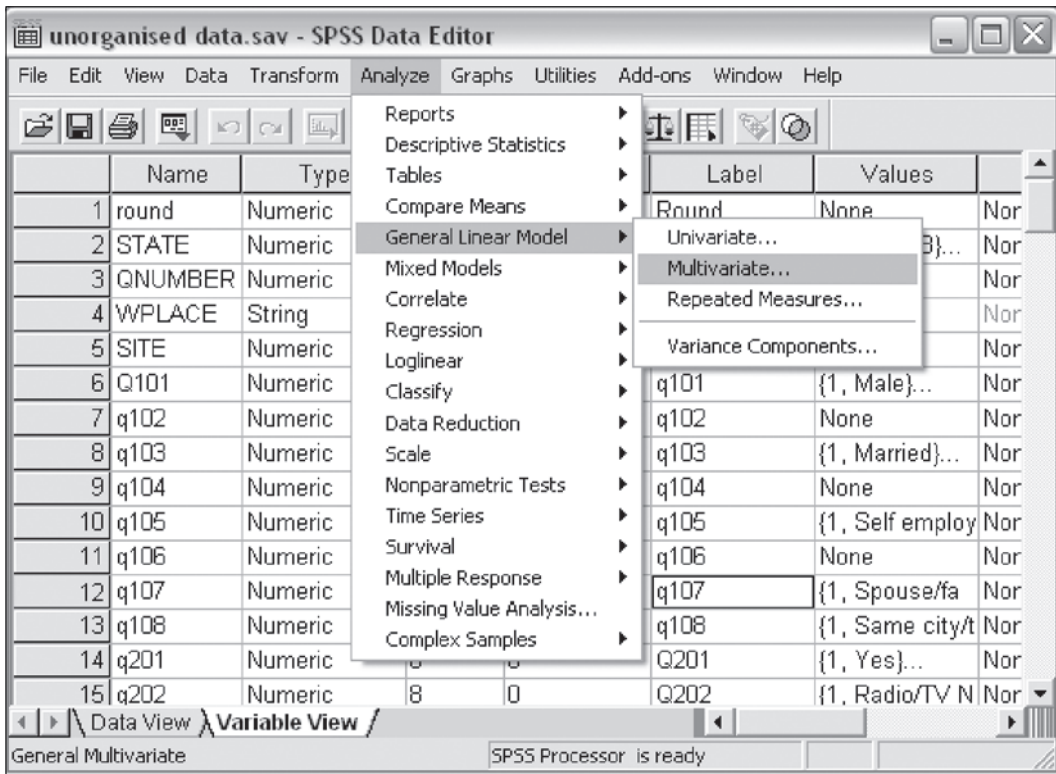 unorganised data.sav - SPSS Data Editor
File Edit View Data Transform Analyze Graphs Utilities Add-ons Window Help
Name Type Label Values
1 round Numeric Round None Nor
2 STATE Numeric 3}... Nor
3 QNUMBER Numeric Nor
4 WPLACE String Nor
5 SITE Numeric Nor
6 Q101 Numeric q101 {1, Male}... Nor
7 q102 Numeric q102 None Nor
8 q103 Numeric q103 {1, Married}... Nor
9 q104 Numeric q104 None Nor
10 q105 Numeric q105 {1, Self employ Nor
11 q106 Numeric q106 None Nor
12 q107 Numeric q107 {1, Spouse/fa Nor
13 q108 Numeric q108 {1, Same city/t Nor
14 q201 Numeric 8 0 Q201 {1, Yes}... Nor
15 q202 Numeric 8 0 Q202 {1, Radio/TV N Nor
Reports
Descriptive Statistics
Tables
Compare Means
General Linear Model
Mixed Models
Correlate
Regression
Loglinear
Classify
Data Reduction
Scale
Nonparametric Tests
Time Series
Survival
Multiple Response
Missing Value Analysis...
Complex Samples
Univariate...
Multivariate...
Repeated Measures...
Variance Components...
Data View Variable View
General Multivariate SPSS Processor is ready